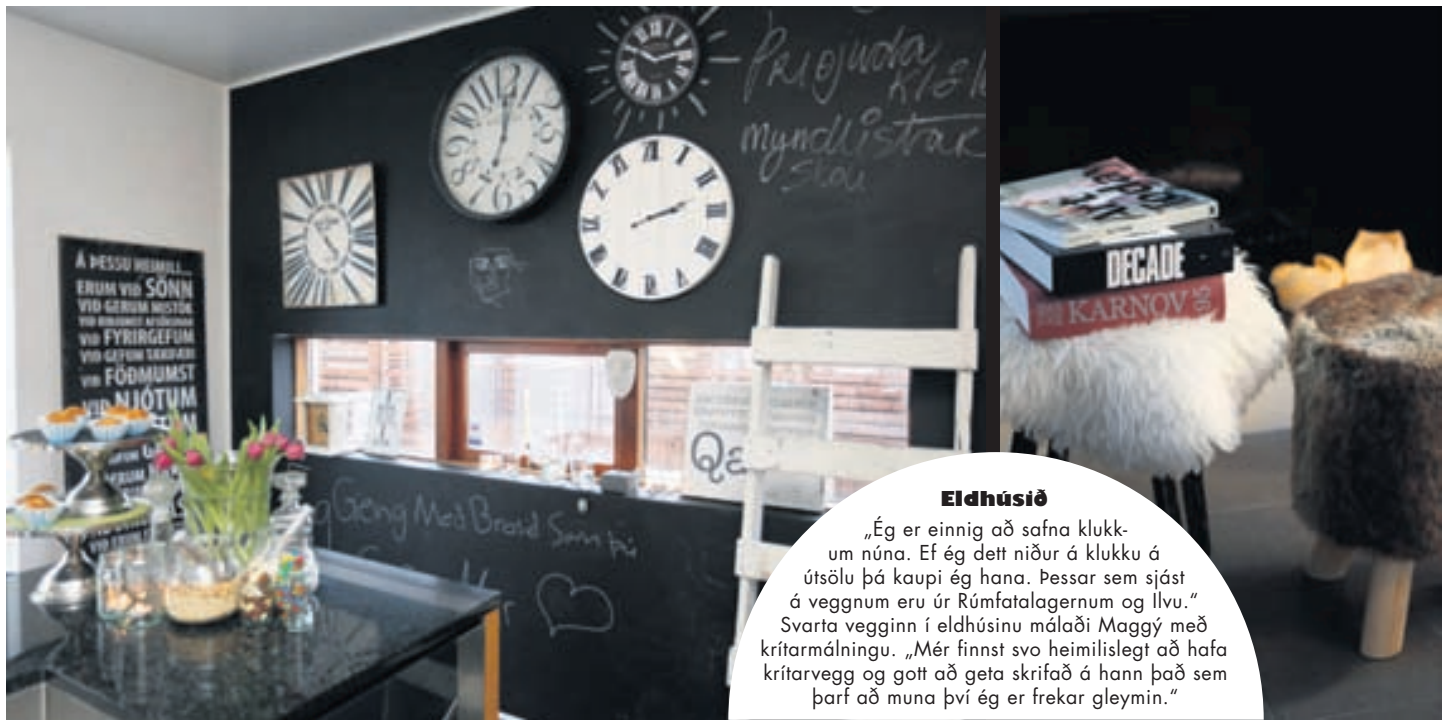 Þriðjuda
myndlistrar
Á ÞESSU HEIMILI...
ERUM VIÐ SÖNN
VIÐ GERUM MISTÖK
VIÐ FYRIRGEFUM
VIÐ GEFUM
VIÐ FÖÐMUMST
VIÐ NJÓTUM
Geng Með Brosið Sem þú
DECADE
KARNOV
Eldhúsið
„Ég er einnig að safna klukk-
um núna. Ef ég dett niður á klukku á
útsölu þá kaupi ég hana. Þessar sem sjást
á veggnum eru úr Rúmfatalagernum og Ilvu.“
Svarta vegginn í eldhúsinu málaði Maggý með
krítarmálningu. „Mér finnst svo heimilislegt að hafa
krítarvegg og gott að geta skrifað á hann það sem
þarf að muna því ég er frekar gleymin.“